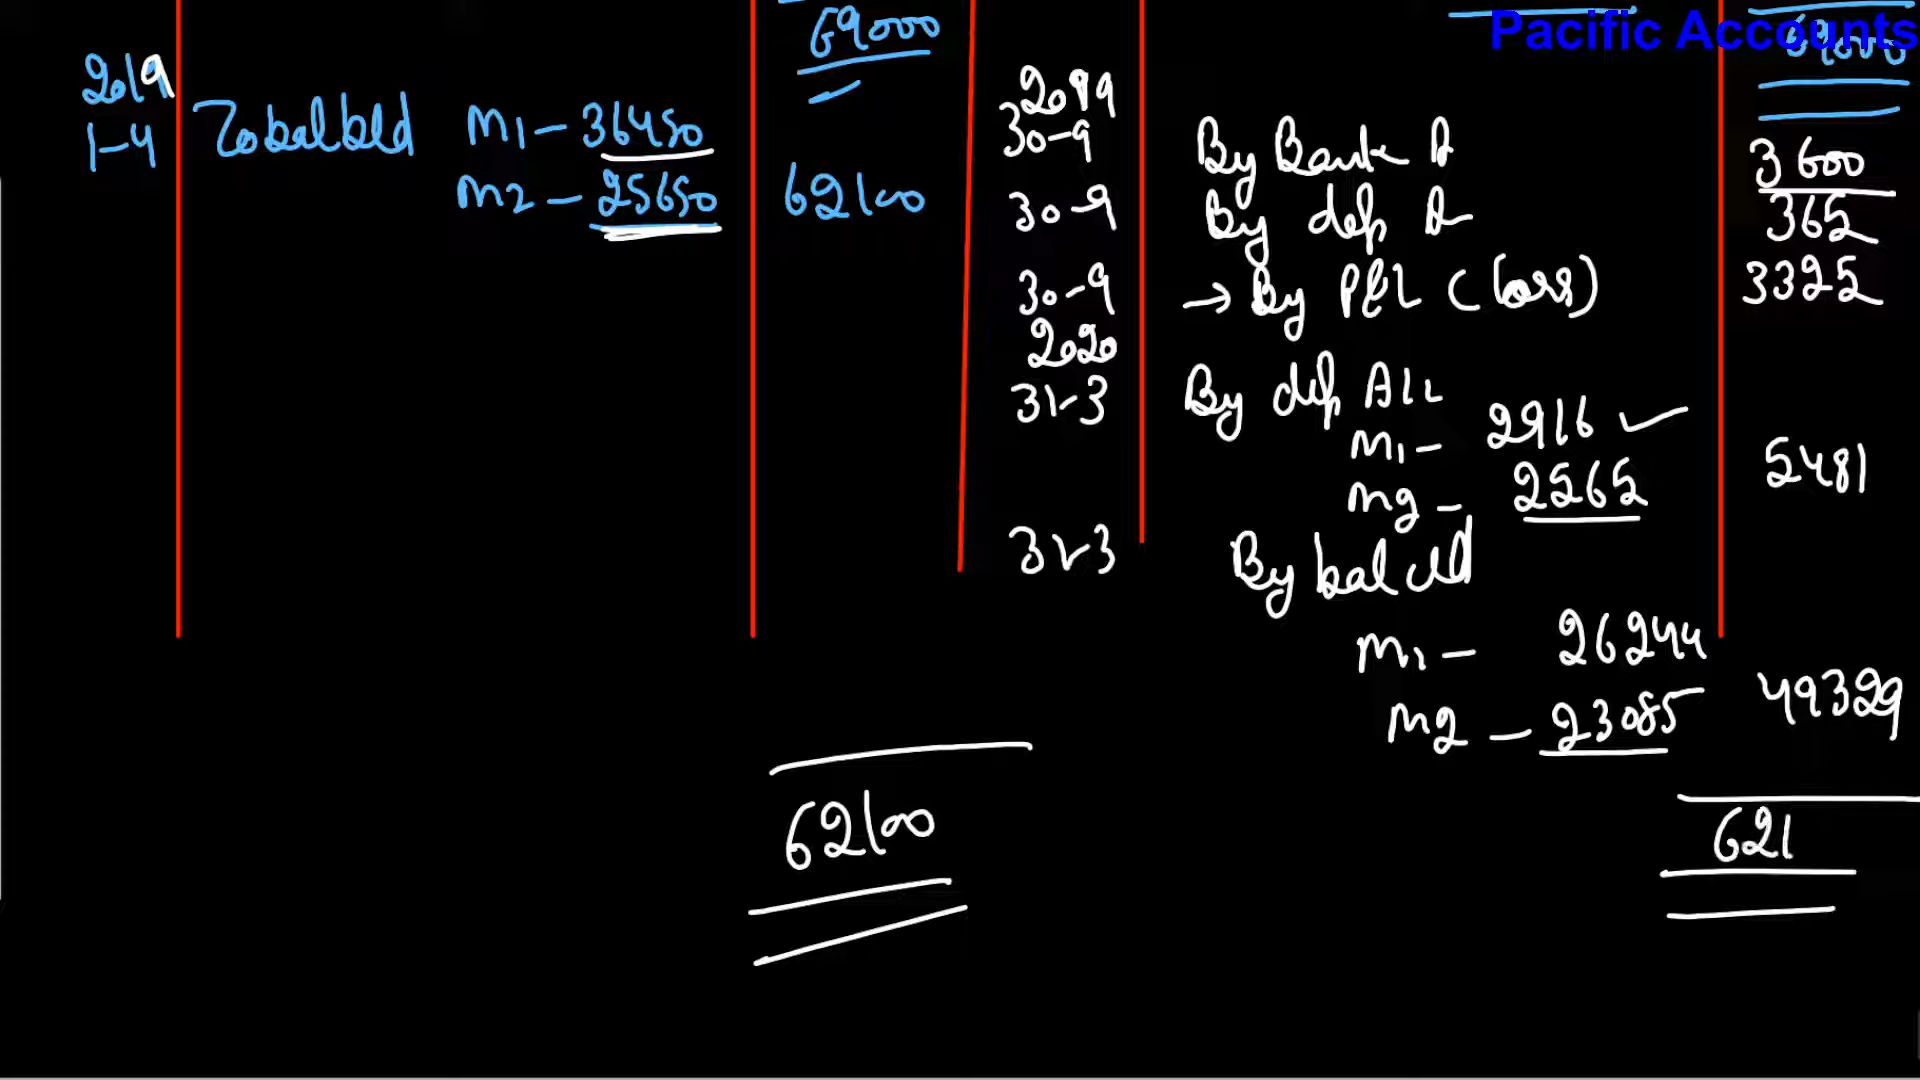 Pacific Accounts
69000
69000
2019
1-4 To bal b/d M1 - 36450
M2 - 25650 62100
2019
30-9 By Bank A 3600
30-9 By dep A 365
30-9 → By P&L (loss) 3325
2020
31-3 By dep A/c
M1 - 2916 ✓
M2 - 2565 5481
31-3 By bal c/d
M1 - 26244
M2 - 23085 49329
62100 621